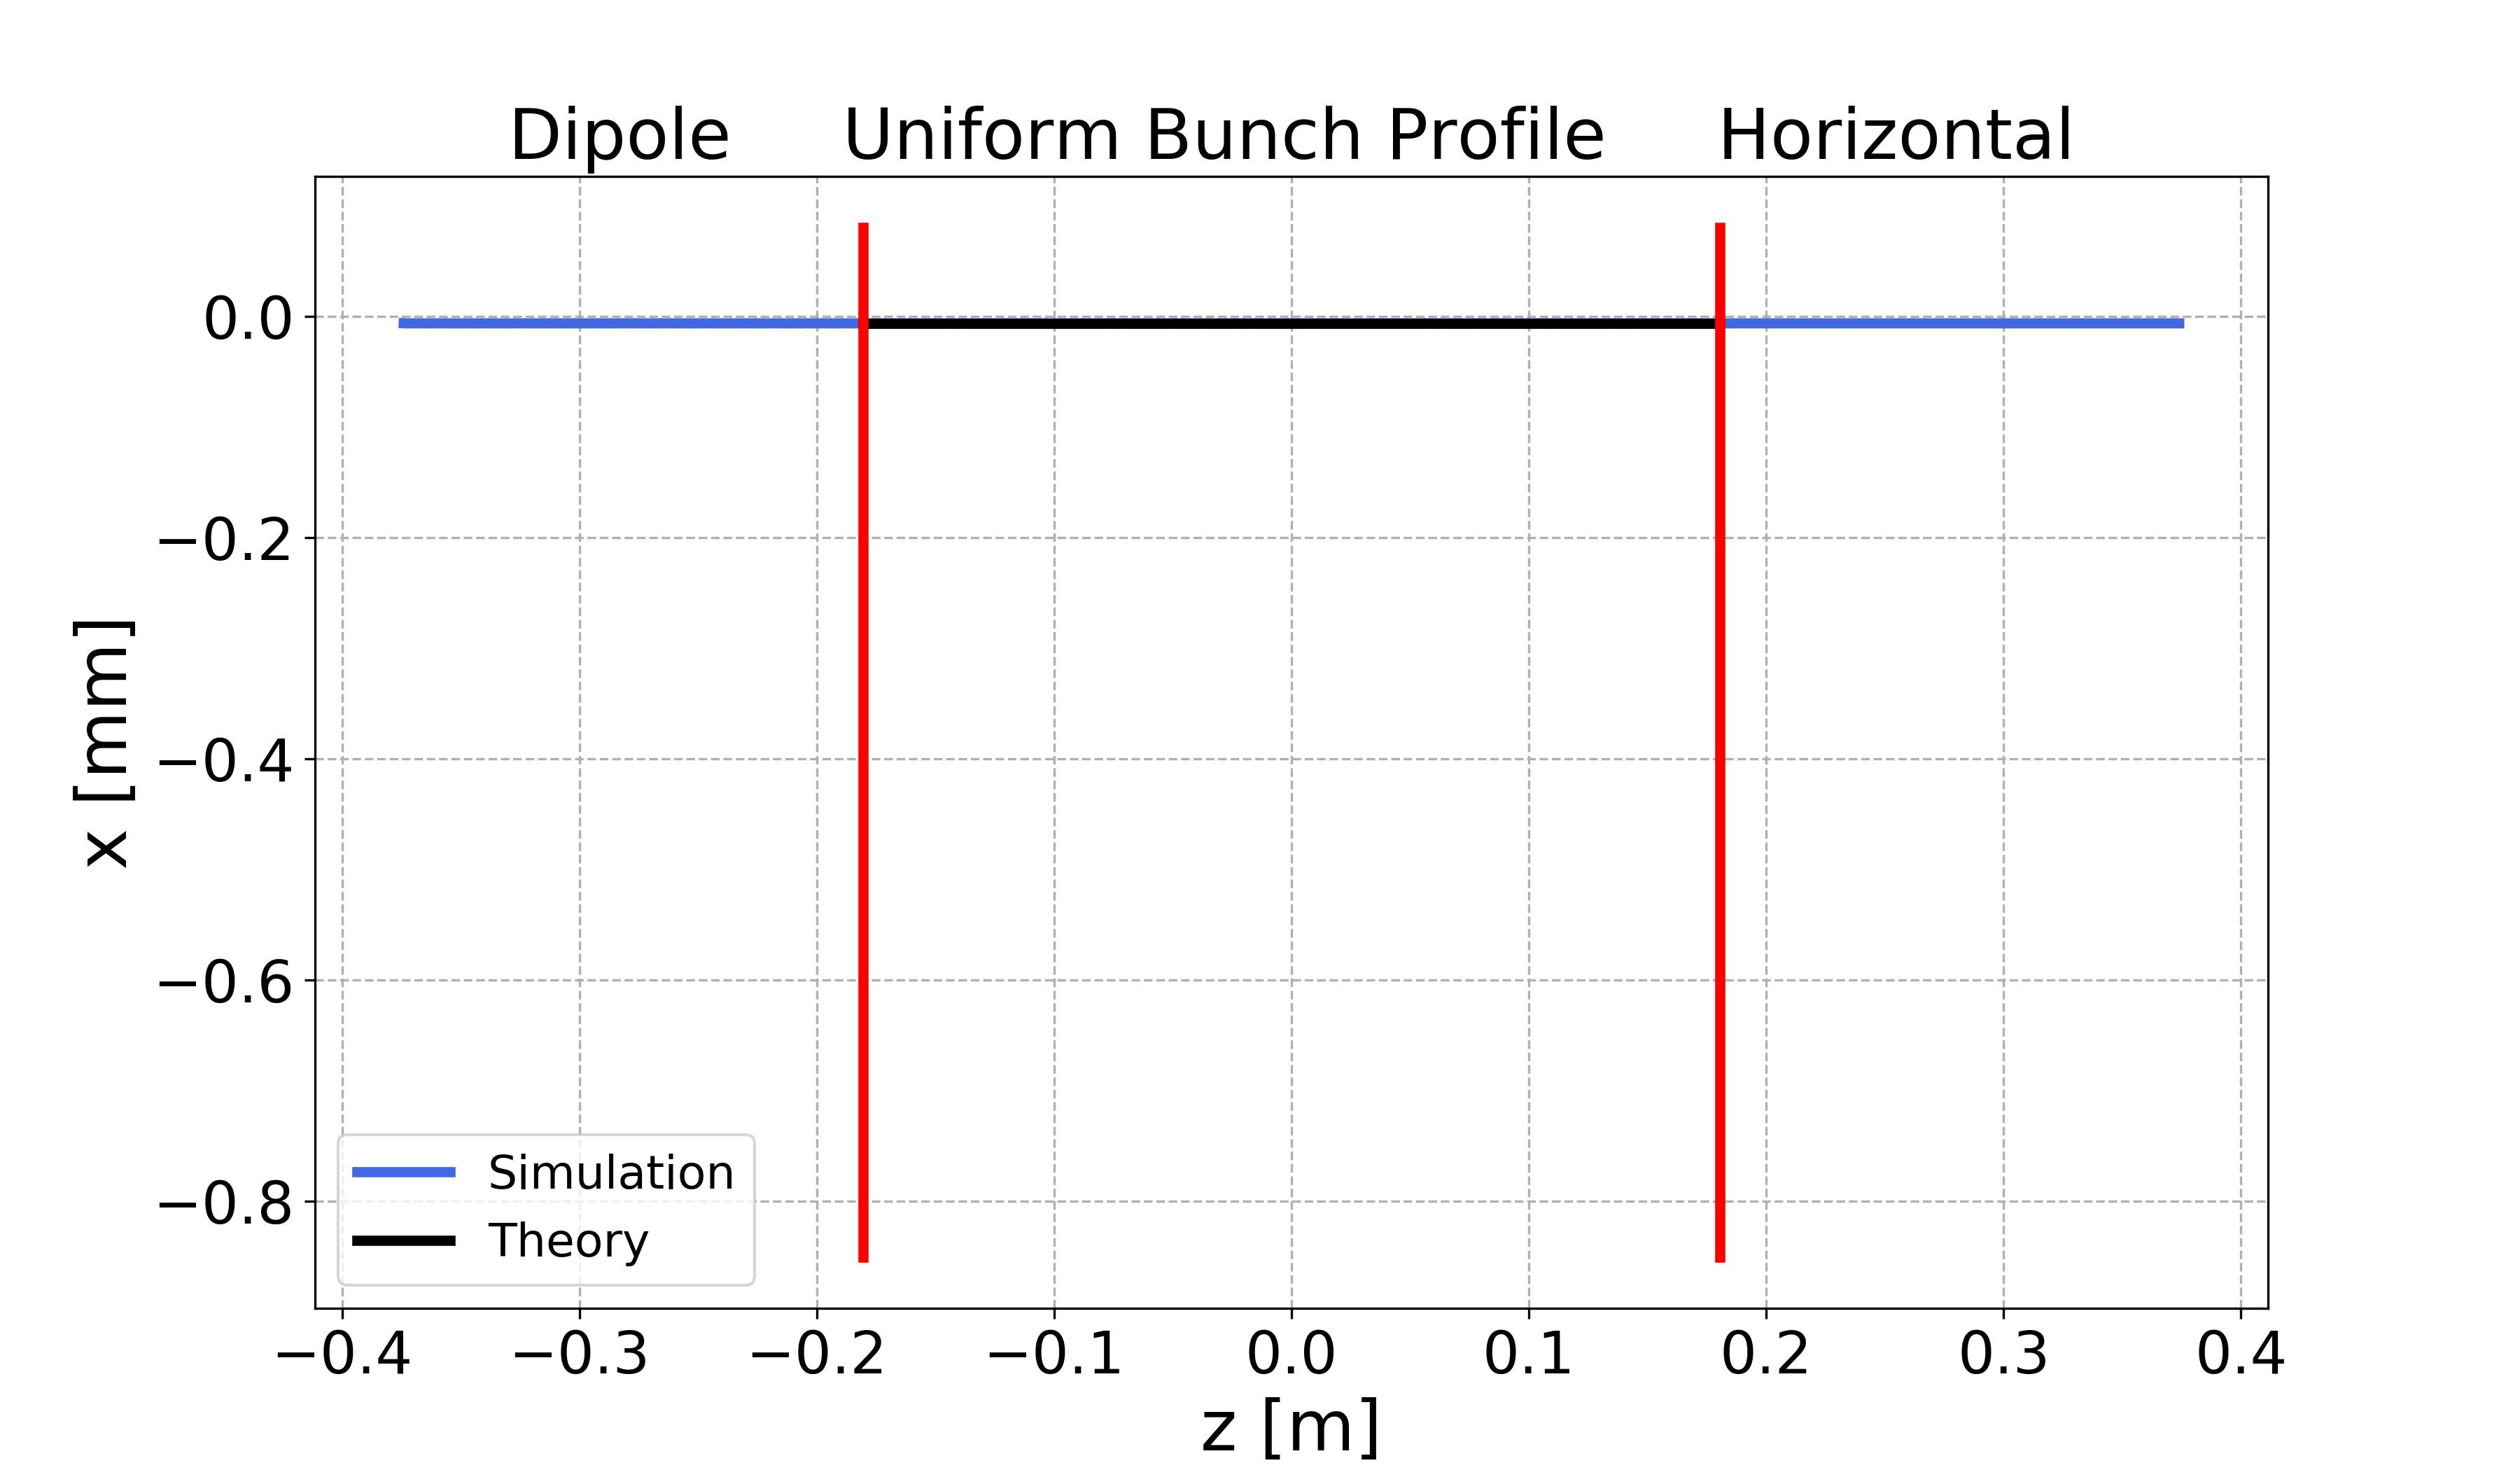 Dipole Uniform Bunch Profile Horizontal
x [mm]
0.0
−0.2
−0.4
−0.6
−0.8
Simulation
Theory
−0.4 −0.3 −0.2 −0.1 0.0 0.1 0.2 0.3 0.4
z [m]